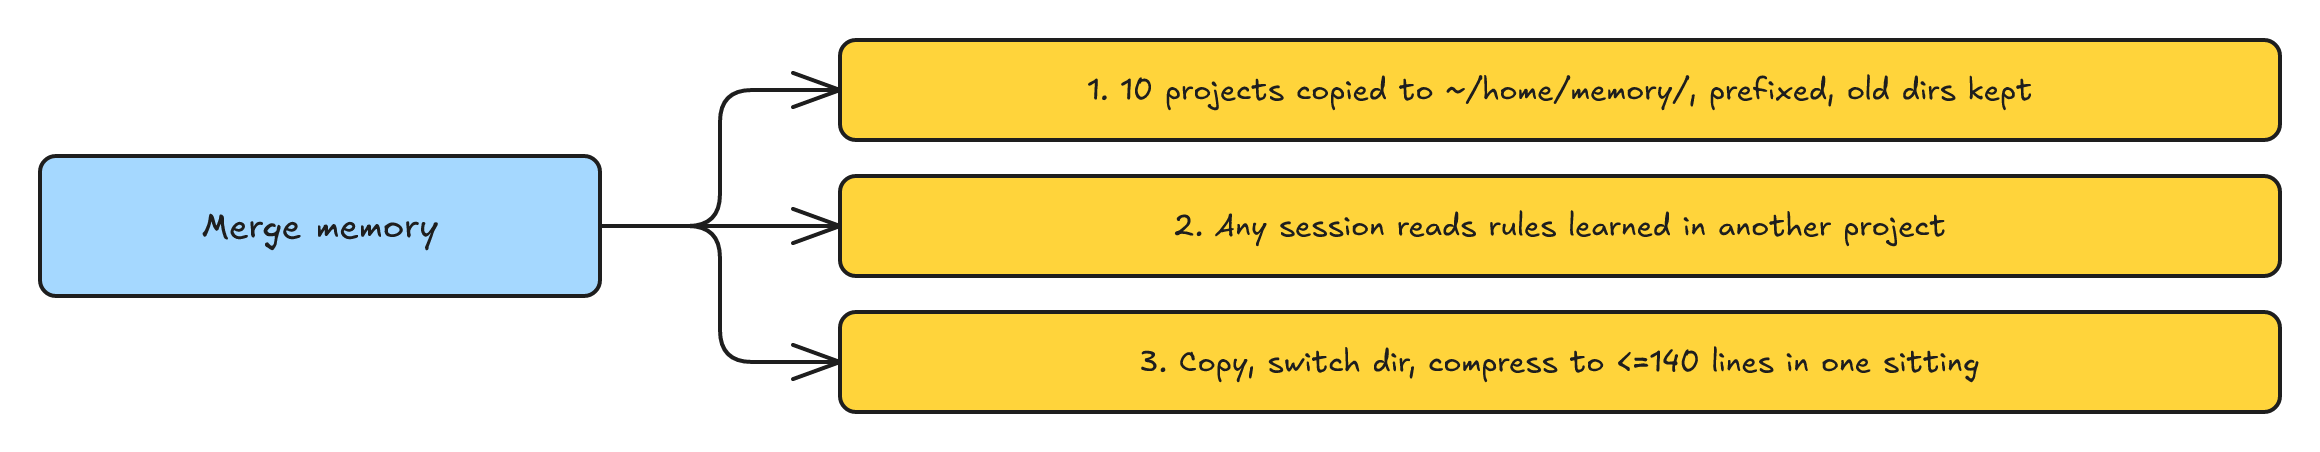 Merge memory
1. 10 projects copied to ~/home/memory/, prefixed, old dirs kept
2. Any session reads rules learned in another project
3. Copy, switch dir, compress to <=140 lines in one sitting